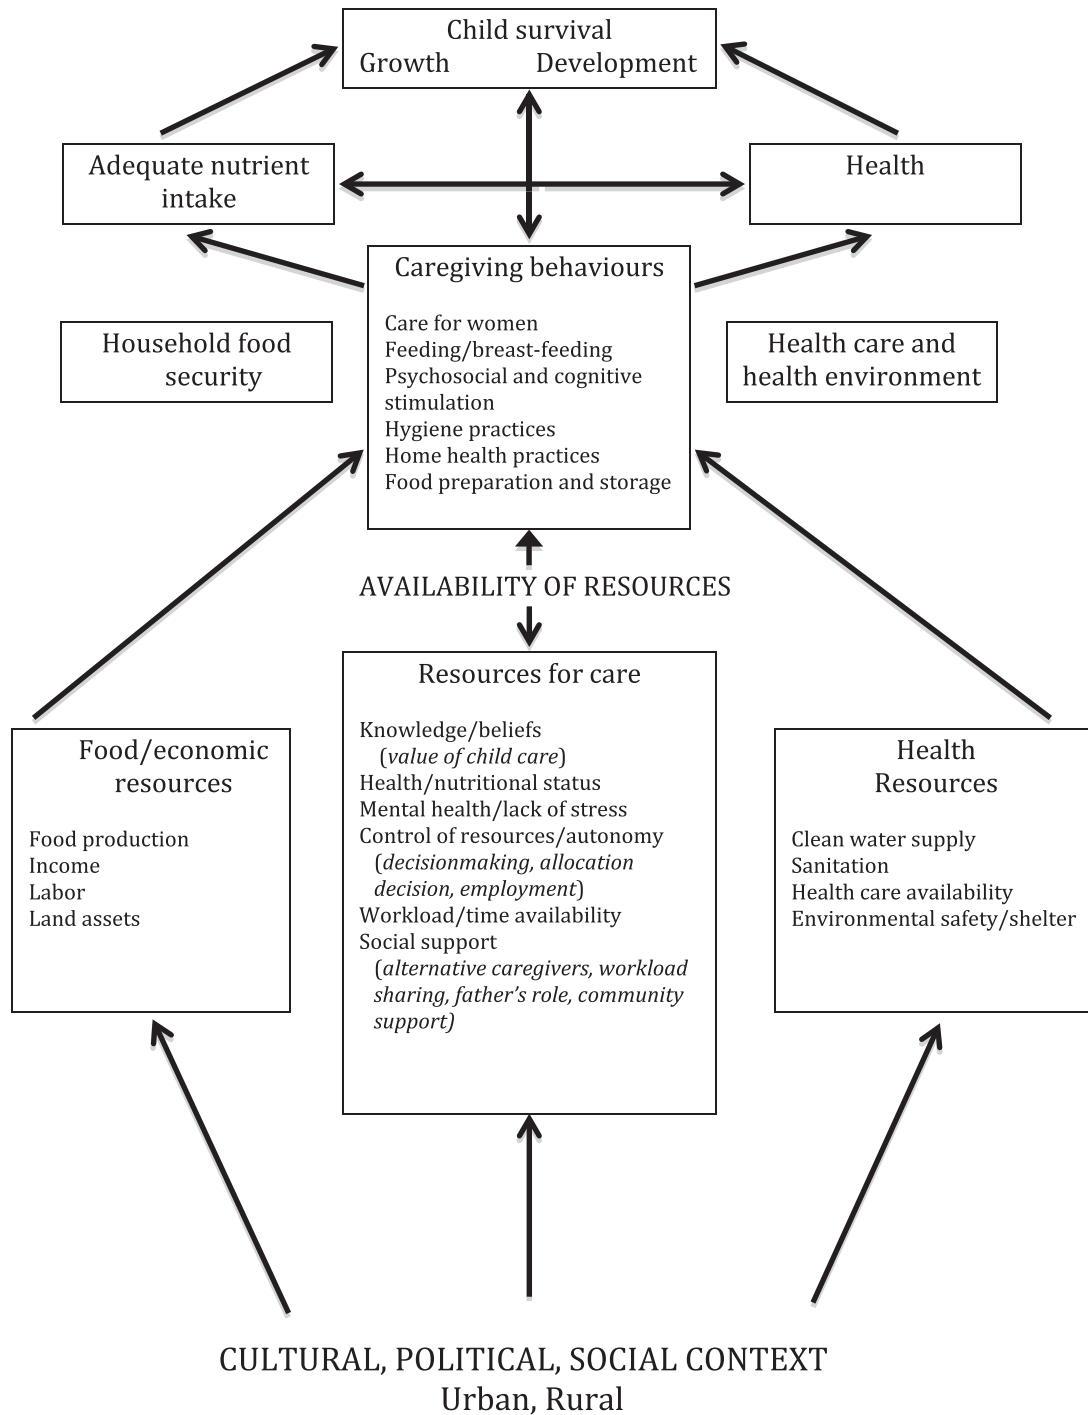 Child survival
Growth Development
Adequate nutrient
intake
Health
Caregiving behaviours
Care for women
Feeding/breast-feeding
Psychosocial and cognitive
stimulation
Hygiene practices
Home health practices
Food preparation and storage
Household food
security
Health care and
health environment
AVAILABILITY OF RESOURCES
Food/economic
resources
Food production
Income
Labor
Land assets
Resources for care
Knowledge/beliefs
(value of child care)
Health/nutritional status
Mental health/lack of stress
Control of resources/autonomy
(decisionmaking, allocation
decision, employment)
Workload/time availability
Social support
(alternative caregivers, workload
sharing, father's role, community
support)
Health
Resources
Clean water supply
Sanitation
Health care availability
Environmental safety/shelter
CULTURAL, POLITICAL, SOCIAL CONTEXT
Urban, Rural